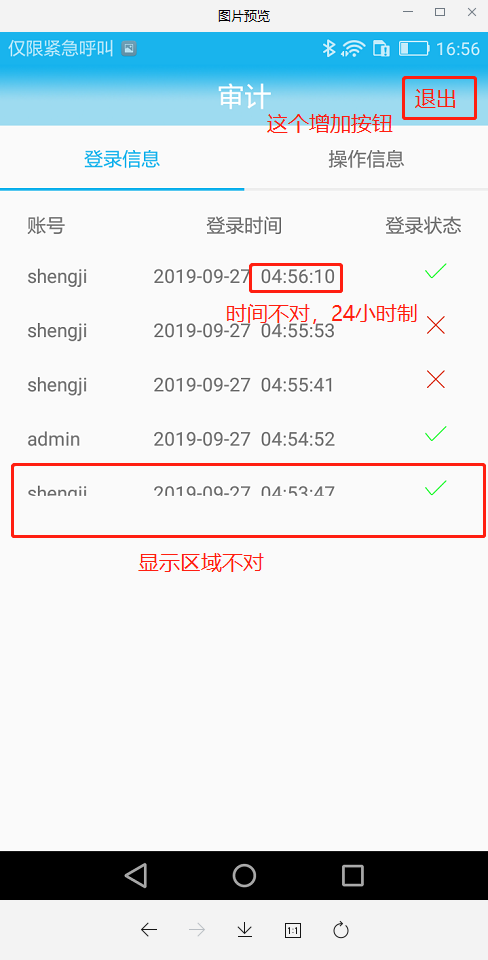 图片预览
仅限紧急呼叫 16:56
审计 退出
这个增加按钮
登录信息 操作信息
账号 登录时间 登录状态
shengji 2019-09-27 04:56:10
时间不对，24小时制
shengji 2019-09-27 04:55:53
shengji 2019-09-27 04:55:41
admin 2019-09-27 04:54:52
shengji 2019-09-27 04:53:47
显示区域不对
1:1